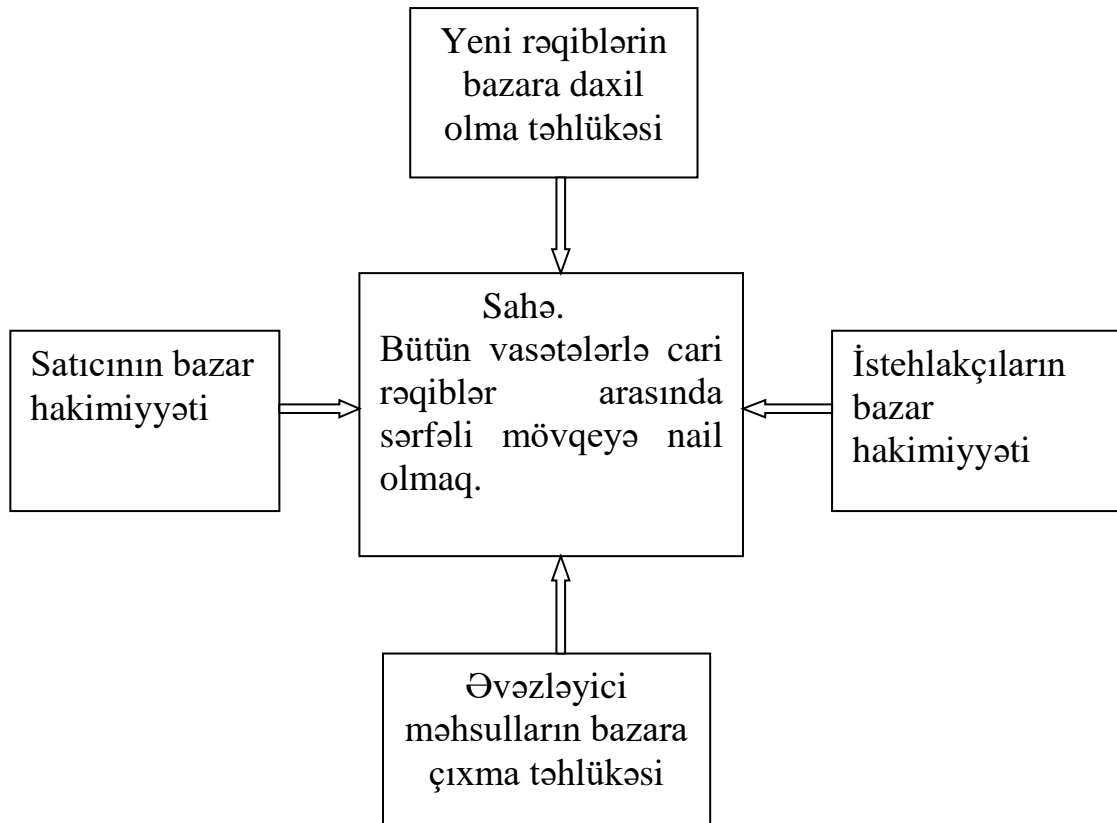 Yeni rəqiblərin
bazara daxil
olma təhlükəsi
Satıcının bazar
hakimiyyəti
Sahə.
Bütün vasətələrlə cari
rəqiblər arasında
sərfəli mövqeyə nail
olmaq.
İstehlakçıların
bazar
hakimiyyəti
Əvəzləyici
məhsulların bazara
çıxma təhlükəsi